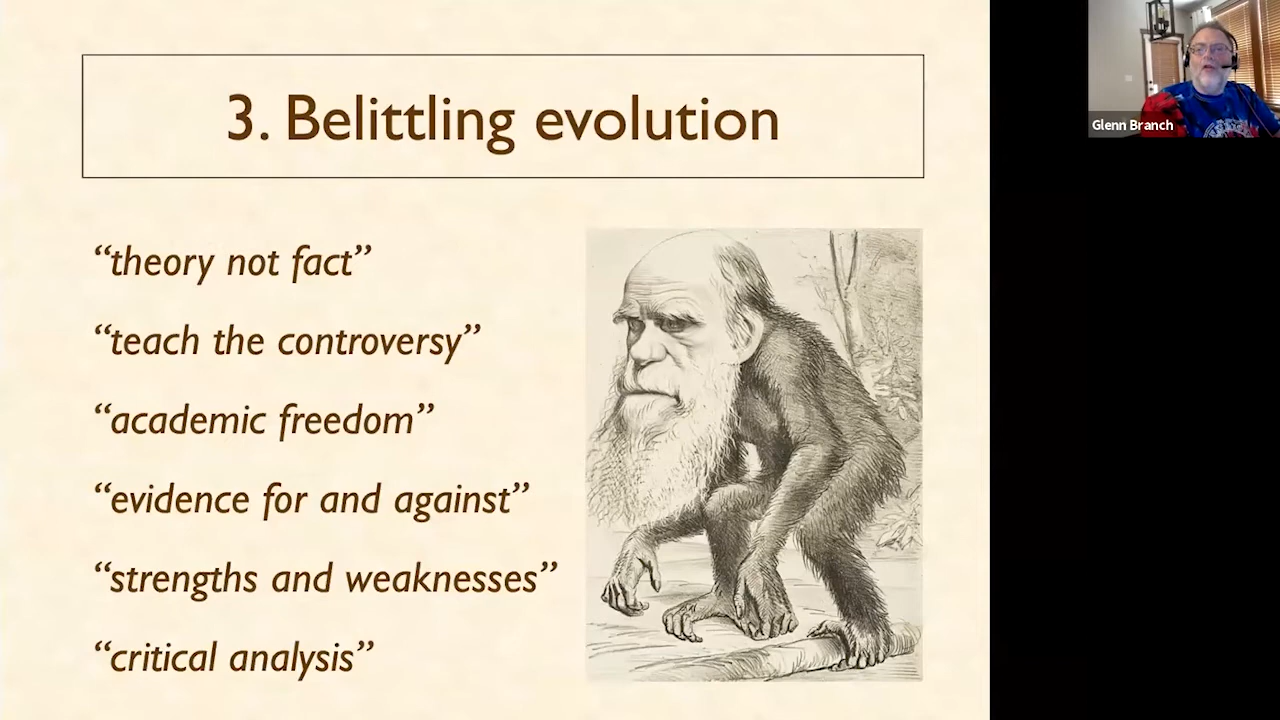 3. Belittling evolution
“theory not fact”
“teach the controversy”
“academic freedom”
“evidence for and against”
“strengths and weaknesses”
“critical analysis”
Glenn Branch